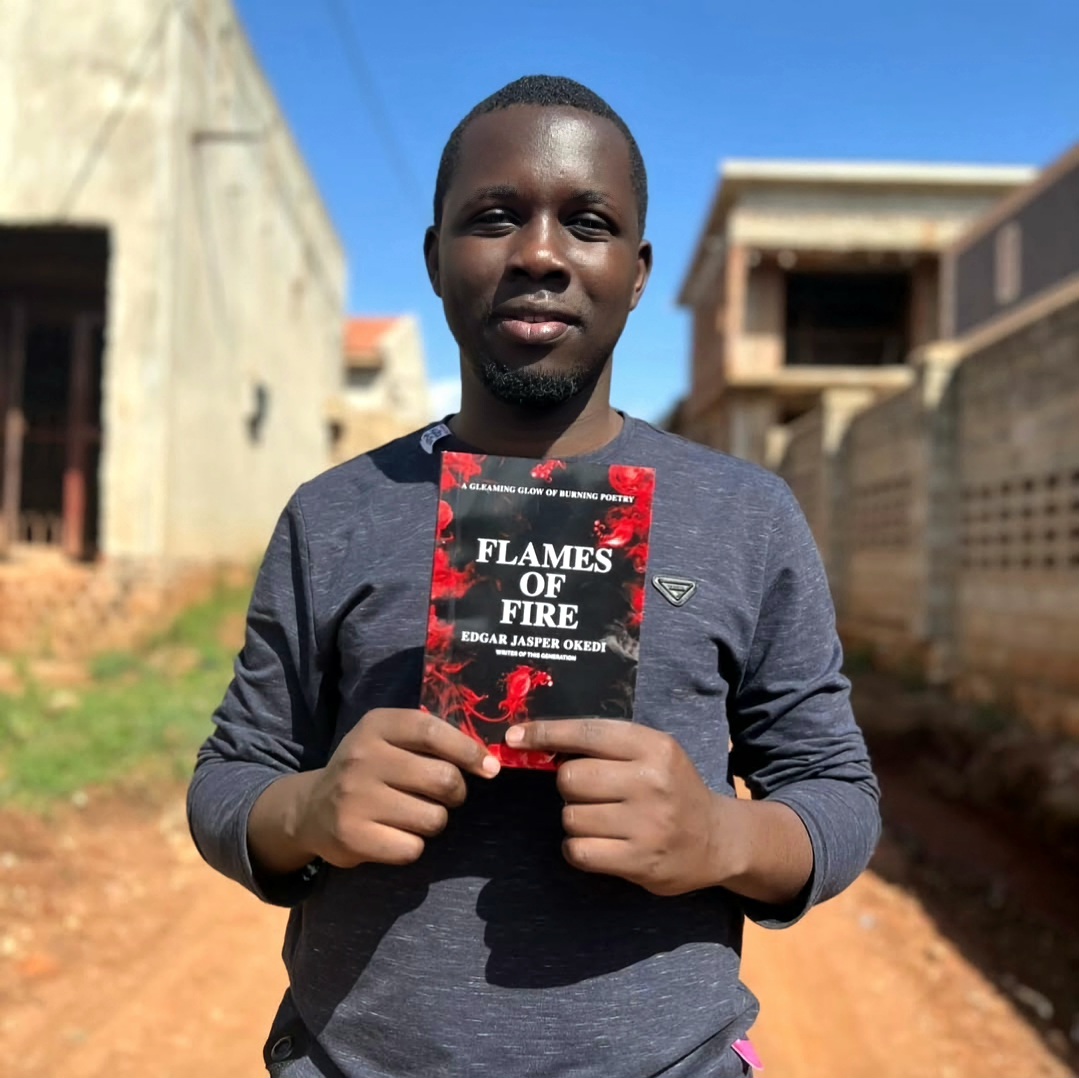 A GLEAMING GLOW OF BURNING POETRY
FLAMES
OF
FIRE
EDGAR JASPER OKEDI
WRITER OF THIS GENERATION